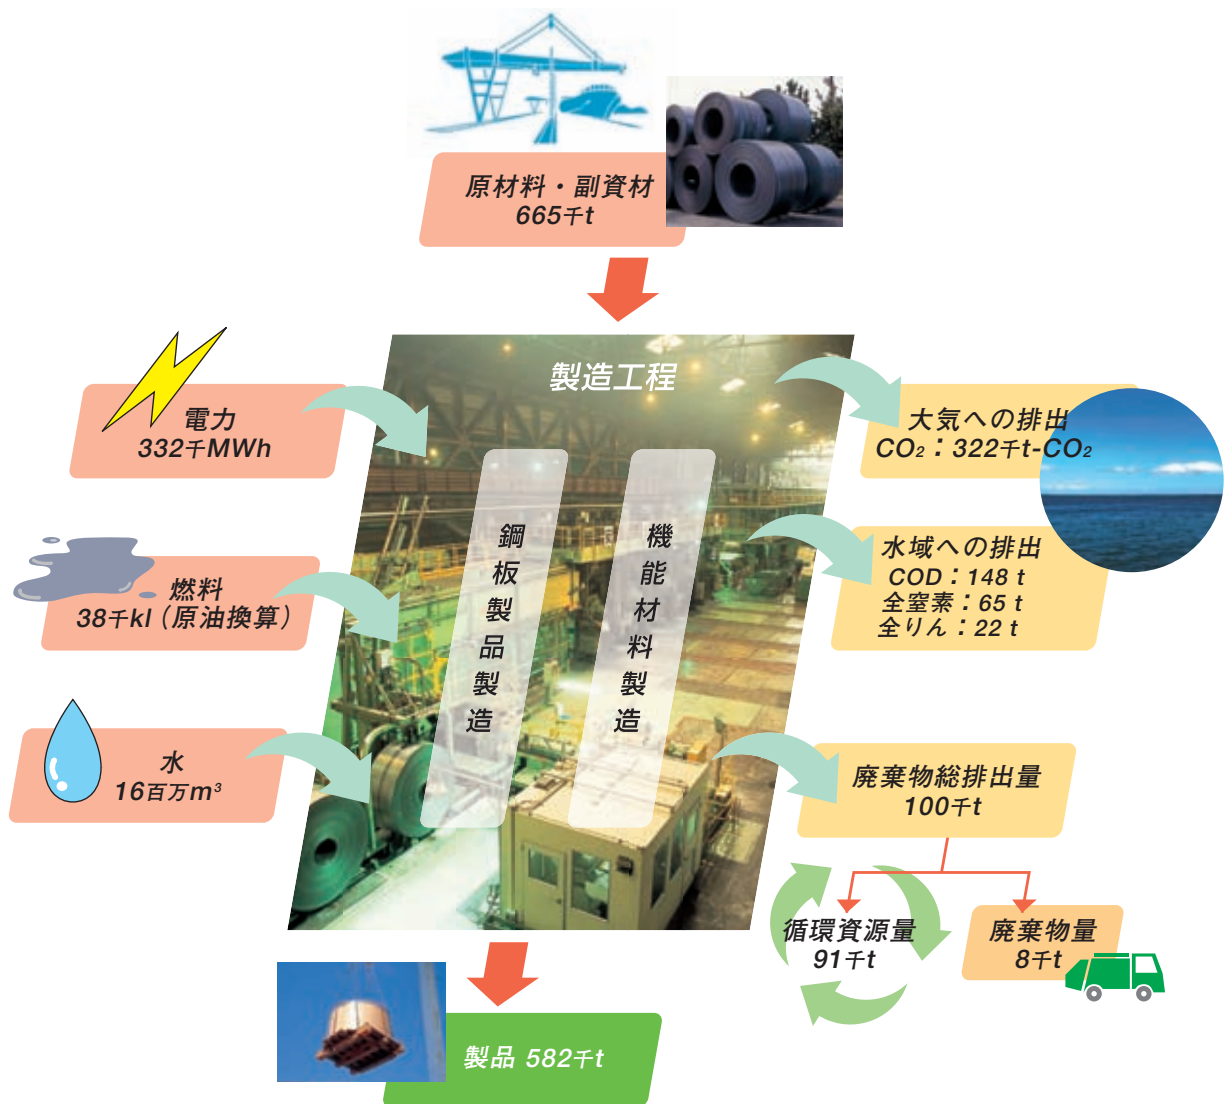 原材料・副資材
665千t
製造工程
電力
332千MWh
燃料
38千kl（原油換算）
水
16百万m³
鋼板製品製造
機能材料製造
大気への排出
CO₂：322千t-CO₂
水域への排出
COD：148 t
全窒素：65 t
全りん：22 t
廃棄物総排出量
100千t
循環資源量
91千t
廃棄物量
8千t
製品 582千t